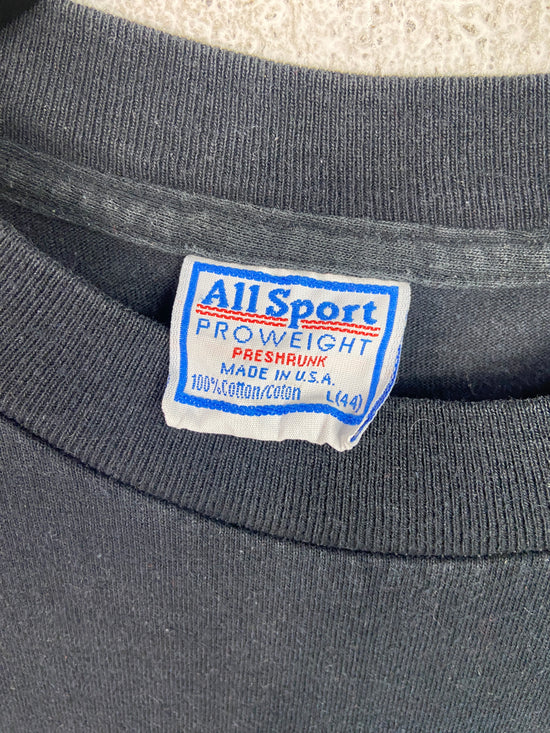 All Sport
PROWEIGHT
PRESHRUNK
MADE IN U.S.A.
100% Cotton/Coton L(44)